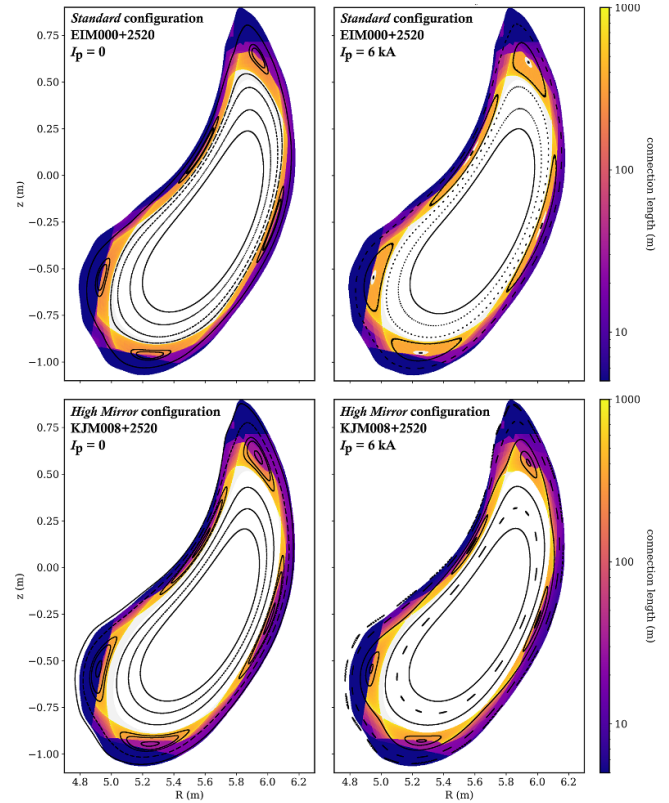 Standard configuration
EIM000+2520
Ip = 0
Standard configuration
EIM000+2520
Ip = 6 kA
0.75
0.50
0.25
0.00
−0.25
−0.50
−0.75
−1.00
z (m)
1000
100
10
connection length (m)
High Mirror configuration
KJM008+2520
Ip = 0
High Mirror configuration
KJM008+2520
Ip = 6 kA
0.75
0.50
0.25
0.00
−0.25
−0.50
−0.75
−1.00
z (m)
1000
100
10
connection length (m)
4.8 5.0 5.2 5.4 5.6 5.8 6.0 6.2
R (m)
4.8 5.0 5.2 5.4 5.6 5.8 6.0 6.2
R (m)